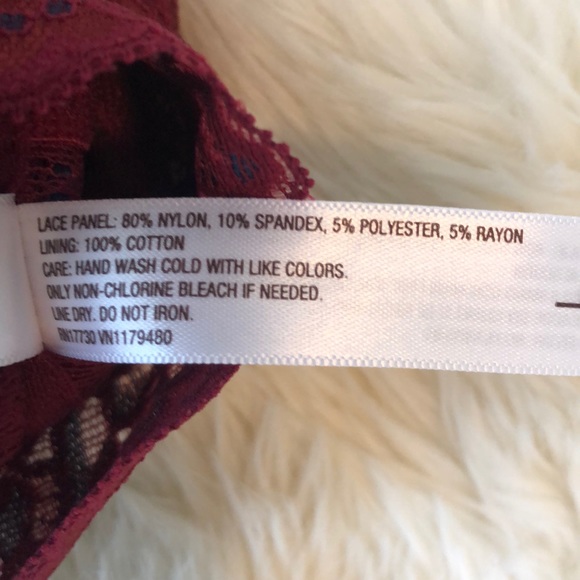 LACE PANEL: 80% NYLON, 10% SPANDEX, 5% POLYESTER, 5% RAYON
LINING: 100% COTTON
CARE: HAND WASH COLD WITH LIKE COLORS.
ONLY NON-CHLORINE BLEACH IF NEEDED.
LINE DRY. DO NOT IRON.
RN17730 VN1179480